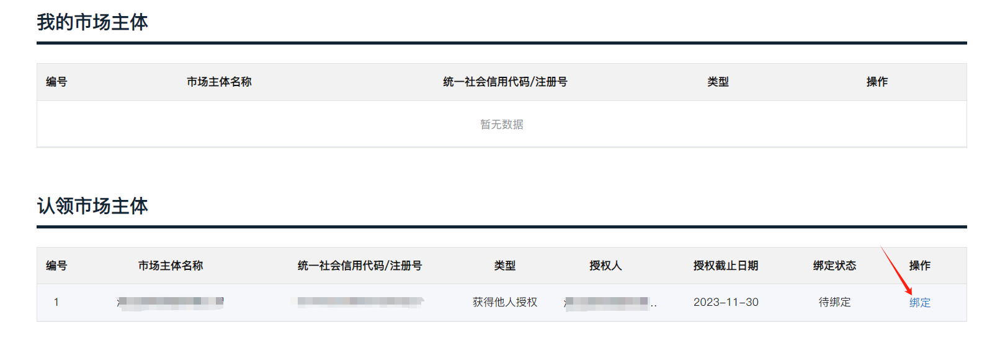 我的市场主体
编号 市场主体名称 统一社会信用代码/注册号 类型 操作
暂无数据
认领市场主体
编号 市场主体名称 统一社会信用代码/注册号 类型 授权人 授权截止日期 绑定状态 操作
1 获得他人授权 .. 2023-11-30 待绑定 绑定